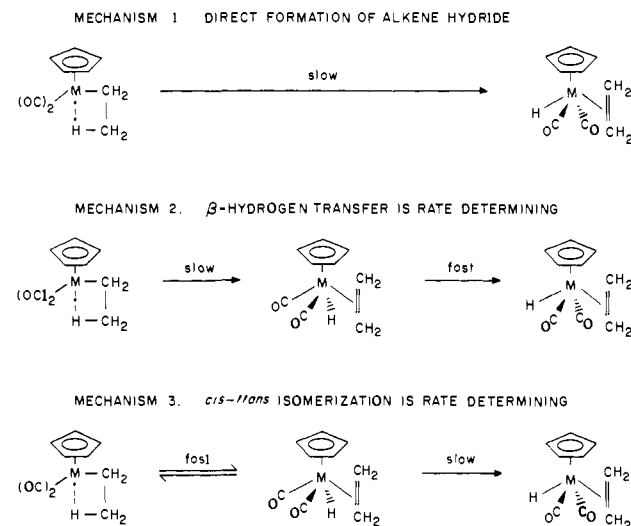 MECHANISM 1 DIRECT FORMATION OF ALKENE HYDRIDE
slow
(OC)2 M CH2
H CH2
H M CH2
OC CO CH2
MECHANISM 2. β-HYDROGEN TRANSFER IS RATE DETERMINING
slow
fast
(OC)2 M CH2
H CH2
OC M CH2
OC H CH2
H M CH2
OC CO CH2
MECHANISM 3. cis-trans ISOMERIZATION IS RATE DETERMINING
fast
slow
(OC)2 M CH2
H CH2
OC M CH2
OC H CH2
H M CH2
OC CO CH2